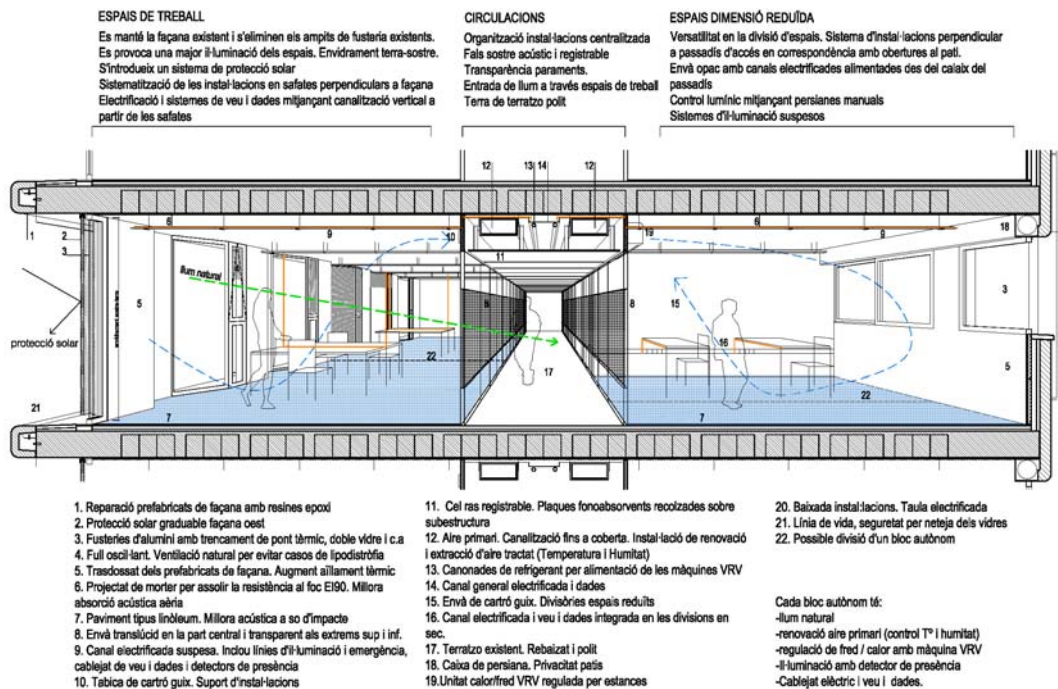 ESPAIS DE TREBALL
Es manté la façana existent i s'eliminen els ampits de fusteria existents.
Es provoca una major il·luminació dels espais. Envidrament terra-sostre.
S'introdueix un sistema de protecció solar
Sistematització de les instal·lacions en safates perpendiculars a façana
Electrificació i sistemes de veu i dades mitjançant canalització vertical a
partir de les safates
CIRCULACIONS
Organització instal·lacions centralitzada
Fals sostre acústic i registrable
Transparència paraments.
Entrada de llum a través espais de treball
Terra de terratzo polit
ESPAIS DIMENSIÓ REDUÏDA
Versatilitat en la divisió d'espais. Sistema d'instal·lacions perpendicular
a passadís d'accés en correspondència amb obertures al pati.
Envà opac amb canals electrificades alimentades des del calaix del
passadís
Control lumínic mitjançant persianes manuals
Sistemes d'il·luminació suspesos
12 13 14 12
1
2
3
6
9
10
11
19
6
9
18
llum natural
5
8
8
15
3
16
protecció solar
22
17
22
5
21
7
7
1. Reparació prefabricats de façana amb resines epoxi
2. Protecció solar graduable façana oest
3. Fusteries d'alumini amb trencament de pont tèrmic, doble vidre i c.a
4. Full oscil·lant. Ventilació natural per evitar casos de lipodistròfia
5. Trasdossat dels prefabricats de façana. Augment aïllament tèrmic
6. Projectat de morter per assolir la resistència al foc EI90. Millora
absorció acústica aèria
7. Paviment tipus linòleum. Millora acústica a so d'impacte
8. Envà translúcid en la part central i transparent als extrems sup i inf.
9. Canal electrificada suspesa. Inclou línies d'il·luminació i emergència,
cablejat de veu i dades i detectors de presència
10. Tabica de cartró guix. Suport d'instal·lacions
11. Cel ras registrable. Plaques fonoabsorvents recolzades sobre
subestructura
12. Aire primari. Canalització fins a coberta. Instal·lació de renovació
i extracció d'aire tractat (Temperatura i Humitat)
13. Canonades de refrigerant per alimentació de les màquines VRV
14. Canal general electrificada i dades
15. Envà de cartró guix. Divisòries espais reduïts
16. Canal electrificada i veu i dades integrada en les divisions en
sec.
17. Terratzo existent. Rebaixat i polit
18. Caixa de persiana. Privacitat patis
19.Unitat calor/fred VRV regulada per estances
20. Baixada instal·lacions. Taula electrificada
21. Línia de vida, seguretat per neteja dels vidres
22. Possible divisió d'un bloc autònom
Cada bloc autònom té:
-llum natural
-renovació aire primari (control Tº i humitat)
-regulació de fred / calor amb màquina VRV
-Il·luminació amb detector de presència
-Cablejat elèctric i veu i dades.